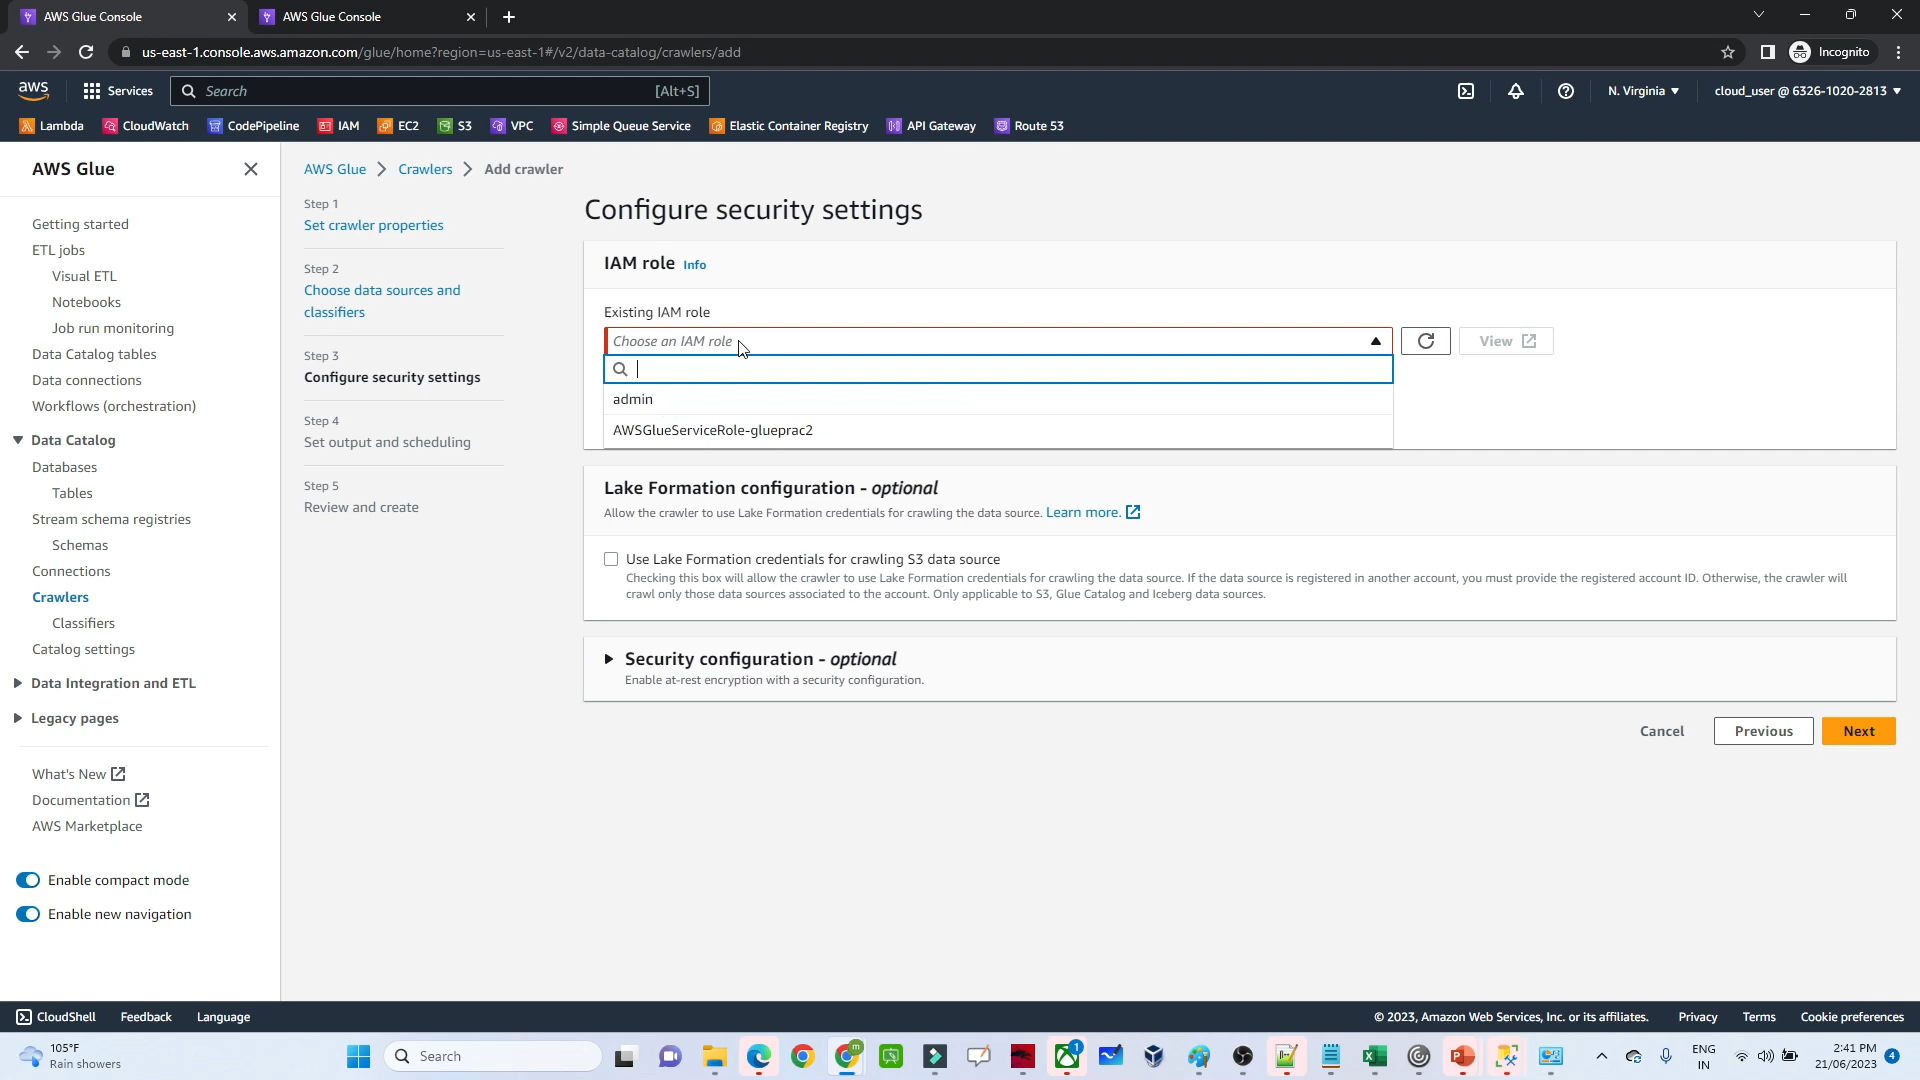 AWS Glue Console
AWS Glue Console
us-east-1.console.aws.amazon.com/glue/home?region=us-east-1#/v2/data-catalog/crawlers/add
Incognito
aws
Services
Search
[Alt+S]
N. Virginia
cloud_user @ 6326-1020-2813
Lambda
CloudWatch
CodePipeline
IAM
EC2
S3
VPC
Simple Queue Service
Elastic Container Registry
API Gateway
Route 53
AWS Glue
Getting started
ETL jobs
Visual ETL
Notebooks
Job run monitoring
Data Catalog tables
Data connections
Workflows (orchestration)
Data Catalog
Databases
Tables
Stream schema registries
Schemas
Connections
Crawlers
Classifiers
Catalog settings
Data Integration and ETL
Legacy pages
What's New
Documentation
AWS Marketplace
Enable compact mode
Enable new navigation
AWS Glue
Crawlers
Add crawler
Step 1
Set crawler properties
Step 2
Choose data sources and
classifiers
Step 3
Configure security settings
Step 4
Set output and scheduling
Step 5
Review and create
Configure security settings
IAM role Info
Existing IAM role
Choose an IAM role
View
admin
AWSGlueServiceRole-glueprac2
Lake Formation configuration - optional
Allow the crawler to use Lake Formation credentials for crawling the data source. Learn more.
Use Lake Formation credentials for crawling S3 data source
Checking this box will allow the crawler to use Lake Formation credentials for crawling the data source. If the data source is registered in another account, you must provide the registered account ID. Otherwise, the crawler will
crawl only those data sources associated to the account. Only applicable to S3, Glue Catalog and Iceberg data sources.
Security configuration - optional
Enable at-rest encryption with a security configuration.
Cancel
Previous
Next
CloudShell
Feedback
Language
© 2023, Amazon Web Services, Inc. or its affiliates.
Privacy
Terms
Cookie preferences
105°F
Rain showers
Search
1
ENG
IN
2:41 PM
21/06/2023
4